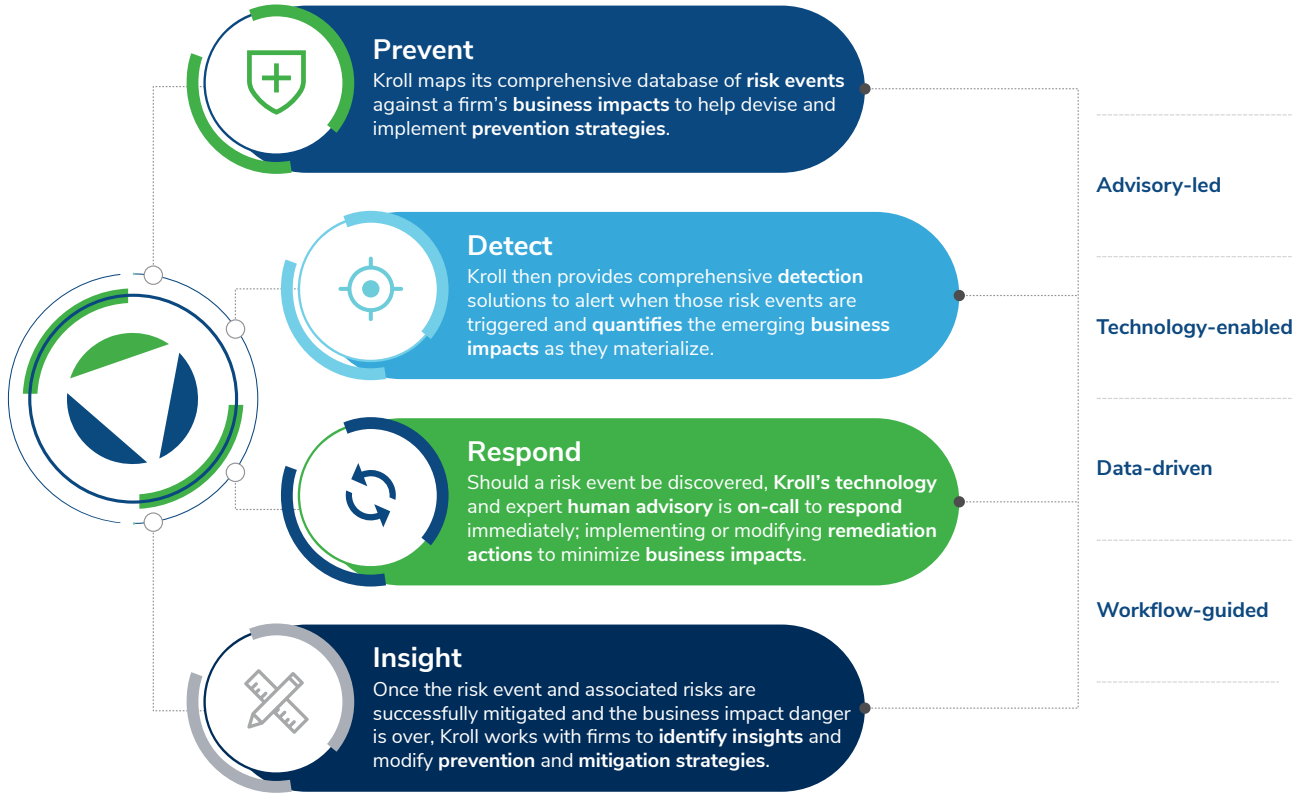 Prevent
Kroll maps its comprehensive database of risk events
against a firm's business impacts to help devise and
implement prevention strategies.
Detect
Kroll then provides comprehensive detection
solutions to alert when those risk events are
triggered and quantifies the emerging business
impacts as they materialize.
Respond
Should a risk event be discovered, Kroll's technology
and expert human advisory is on-call to respond
immediately; implementing or modifying remediation
actions to minimize business impacts.
Insight
Once the risk event and associated risks are
successfully mitigated and the business impact danger
is over, Kroll works with firms to identify insights and
modify prevention and mitigation strategies.
Advisory-led
Technology-enabled
Data-driven
Workflow-guided